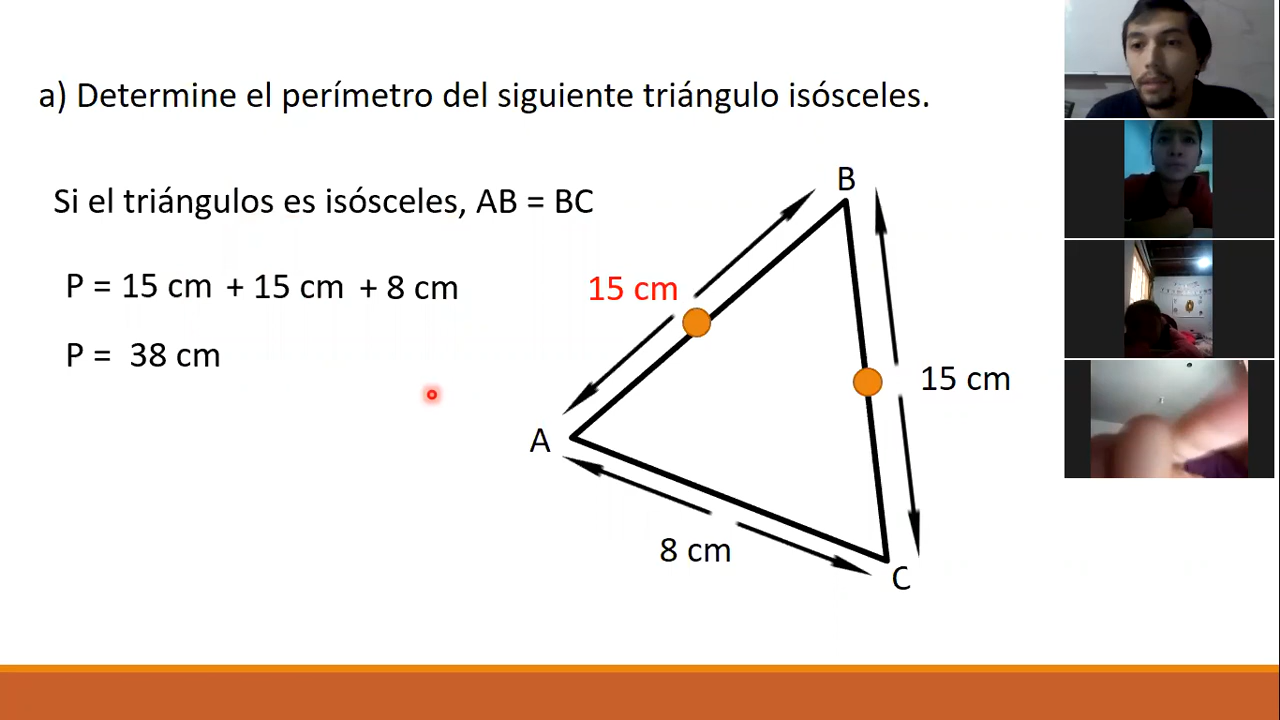 a) Determine el perímetro del siguiente triángulo isósceles.
Si el triángulos es isósceles, AB = BC
P = 15 cm + 15 cm + 8 cm
P = 38 cm
B
15 cm
15 cm
A
8 cm
C